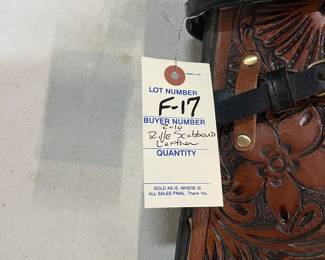 LOT NUMBER
F-17
BUYER NUMBER
Rifle Scabbard
Leather
QUANTITY
SOLD AS IS, WHERE IS
ALL SALES FINAL. Thank You.